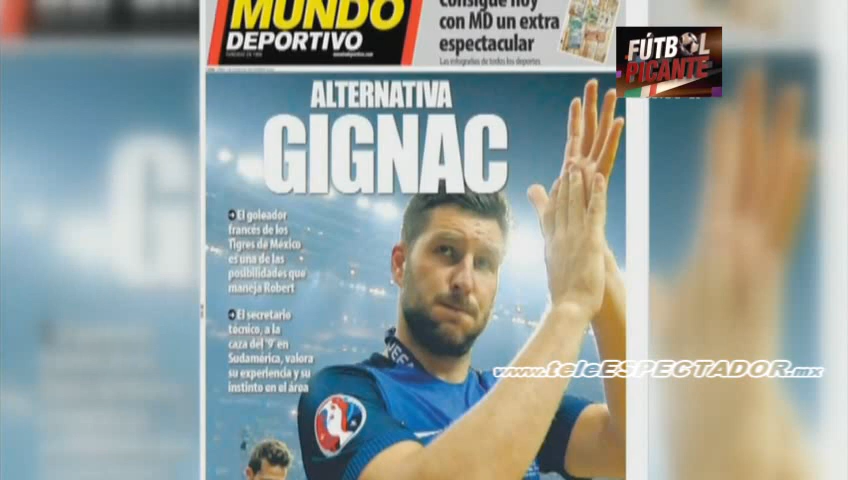 MUNDO
DEPORTIVO
Consigue hoy
con MD un extra
espectacular
Las infografías de todos los deportes
FÚTBOL
PICANTE
ALTERNATIVA
GIGNAC
El goleador
francés de los
Tigres de México
es una de las
posibilidades que
maneja Robert
El secretario
técnico, a la
caza del '9' en
Sudamérica, valora
su experiencia y su
instinto en el área
www.teleESPECTADOR.mx